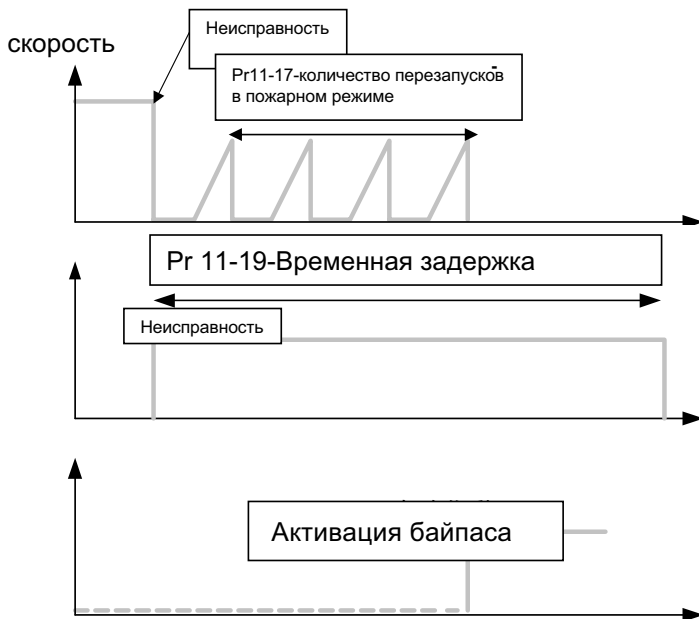 Неисправность
скорость
Pr11-17-количество перезапусков
в пожарном режиме
Pr 11-19-Временная задержка
Неисправность
Активация байпаса